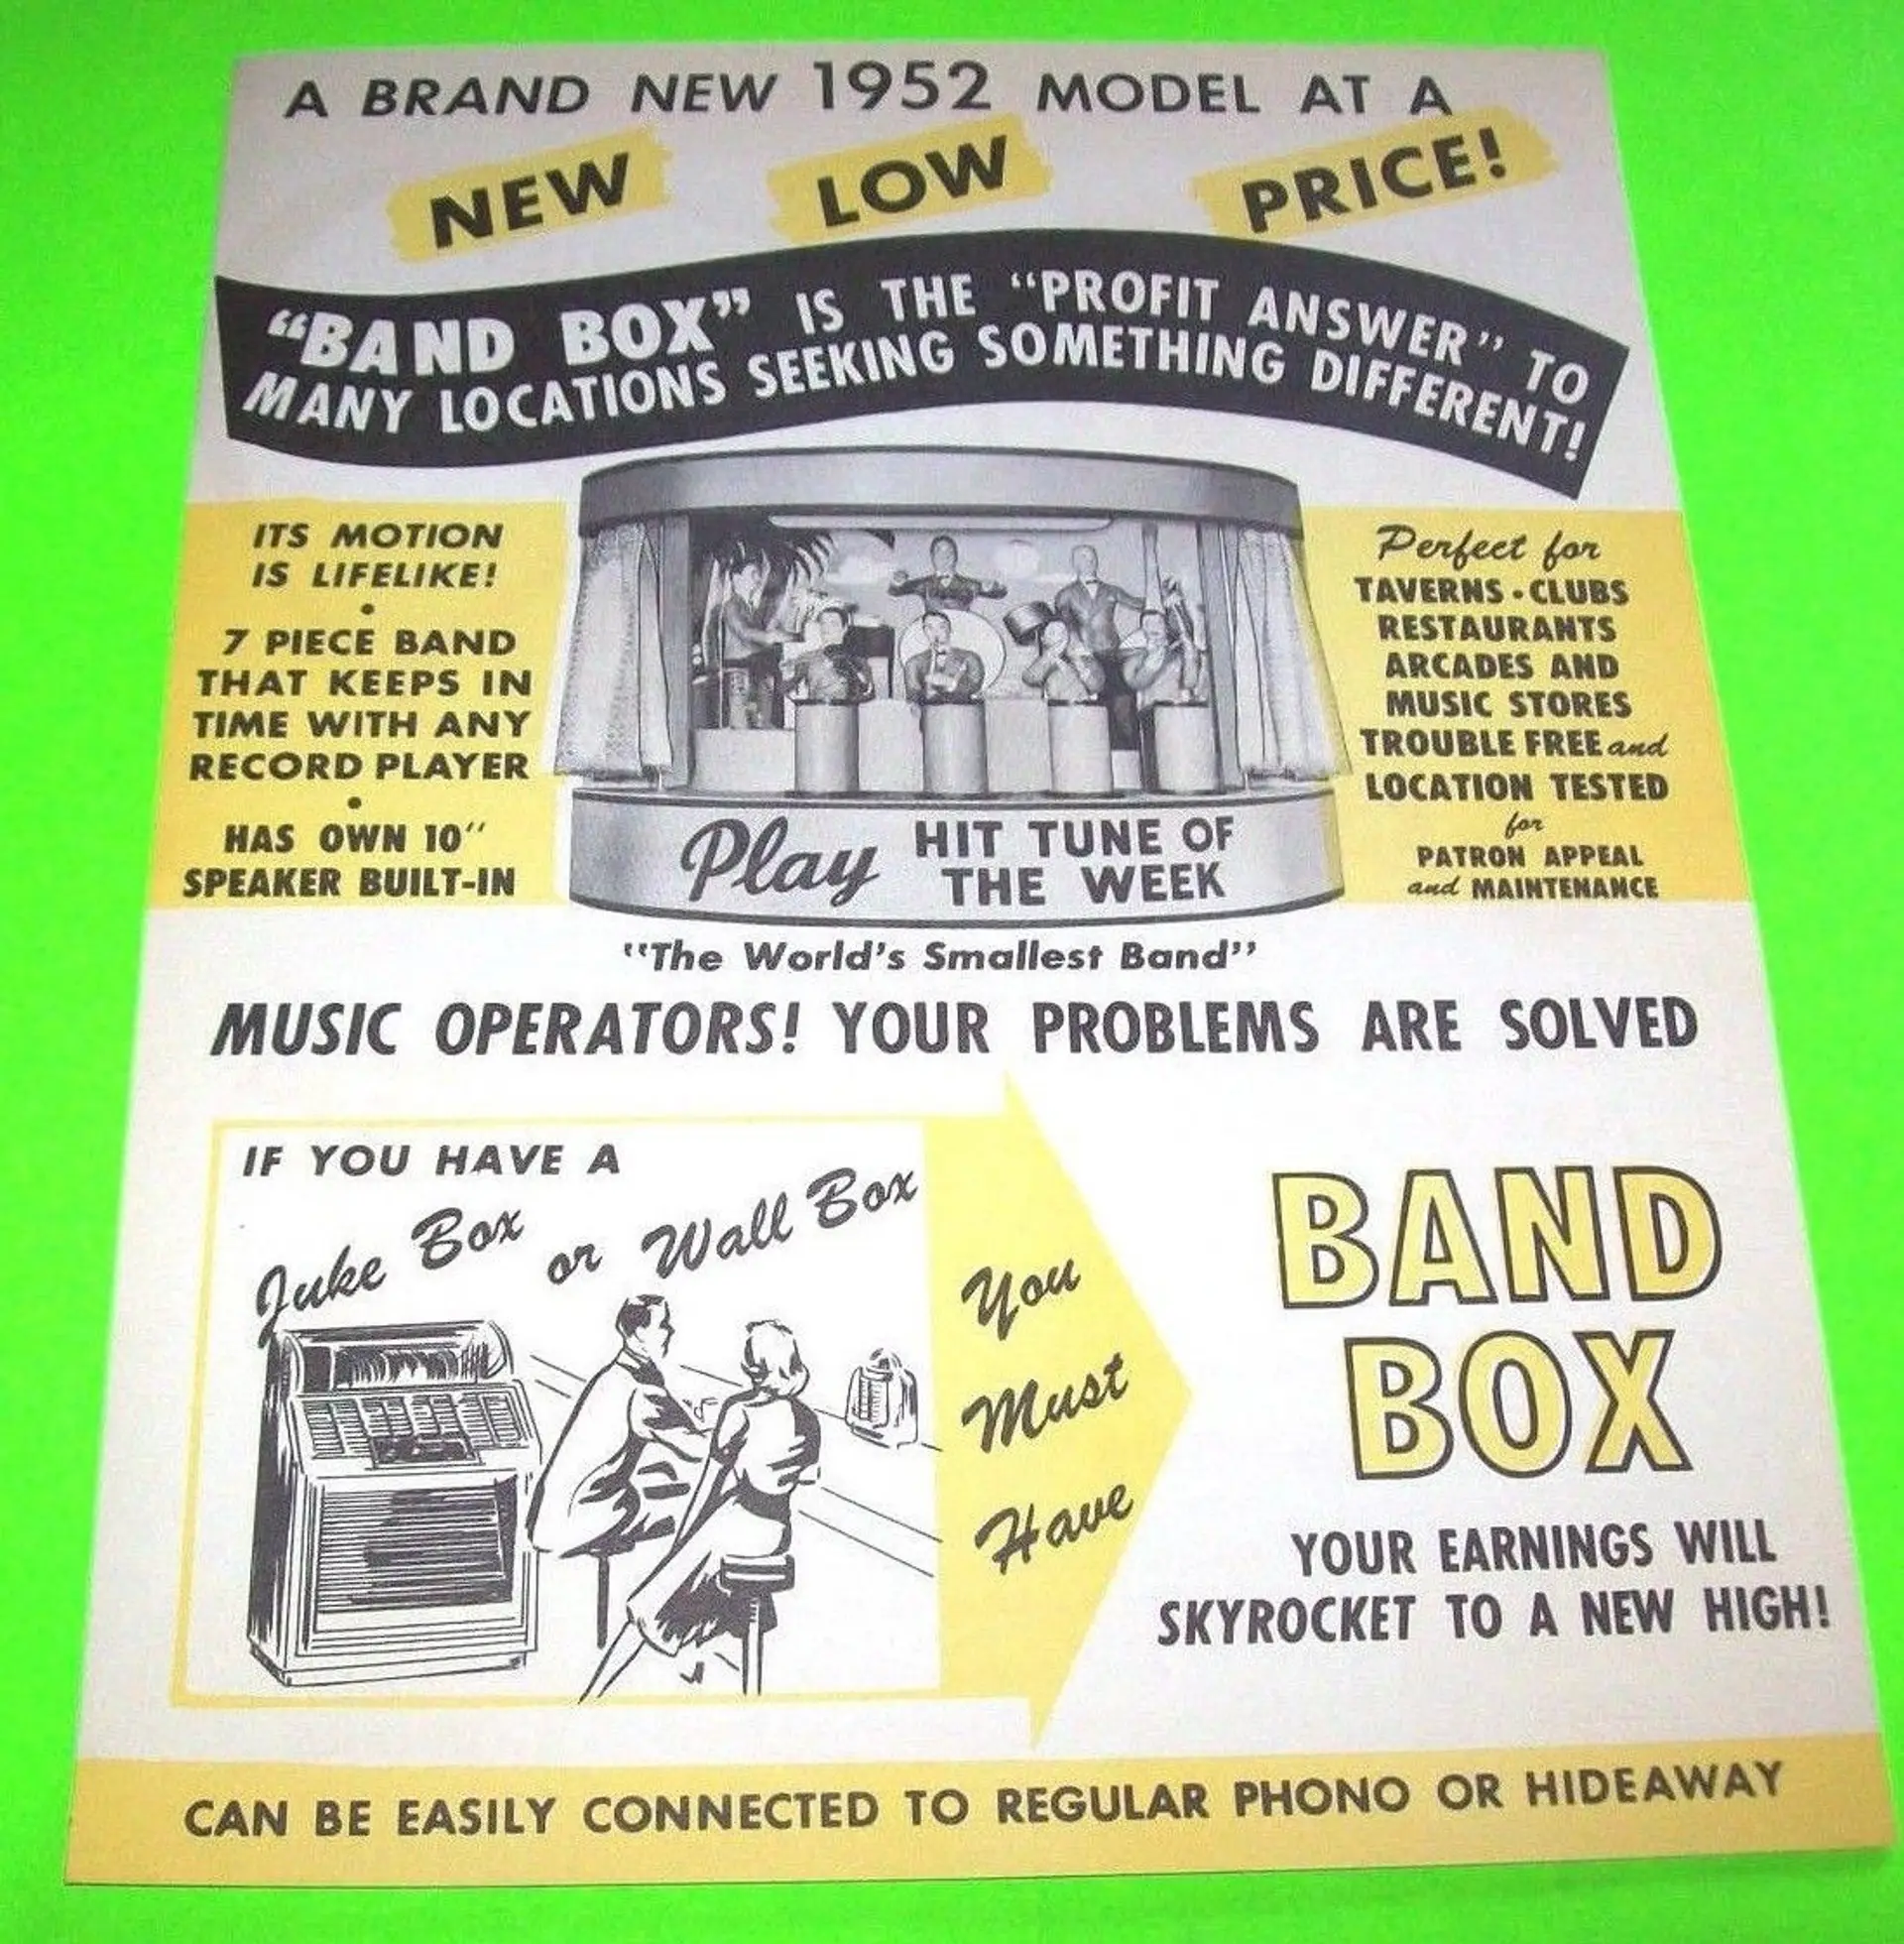 A BRAND NEW 1952 MODEL AT A
NEW LOW PRICE!
"BAND BOX" IS THE "PROFIT ANSWER" TO
MANY LOCATIONS SEEKING SOMETHING DIFFERENT!
ITS MOTION
IS LIFELIKE!
•
7 PIECE BAND
THAT KEEPS IN
TIME WITH ANY
RECORD PLAYER
•
HAS OWN 10"
SPEAKER BUILT-IN
Perfect for
TAVERNS • CLUBS
RESTAURANTS
ARCADES AND
MUSIC STORES
TROUBLE FREE and
LOCATION TESTED
for
PATRON APPEAL
and MAINTENANCE
Play HIT TUNE OF
THE WEEK
"The World's Smallest Band"
MUSIC OPERATORS! YOUR PROBLEMS ARE SOLVED
IF YOU HAVE A
Juke Box or Wall Box
You
Must
Have
BAND
BOX
YOUR EARNINGS WILL
SKYROCKET TO A NEW HIGH!
CAN BE EASILY CONNECTED TO REGULAR PHONO OR HIDEAWAY